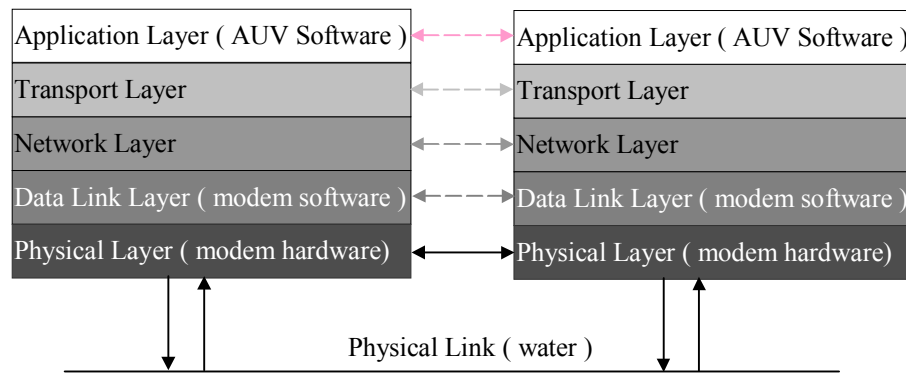 Application Layer ( AUV Software )
Application Layer ( AUV Software )
Transport Layer
Transport Layer
Network Layer
Network Layer
Data Link Layer ( modem software )
Data Link Layer ( modem software )
Physical Layer ( modem hardware)
Physical Layer ( modem hardware)
Physical Link ( water )